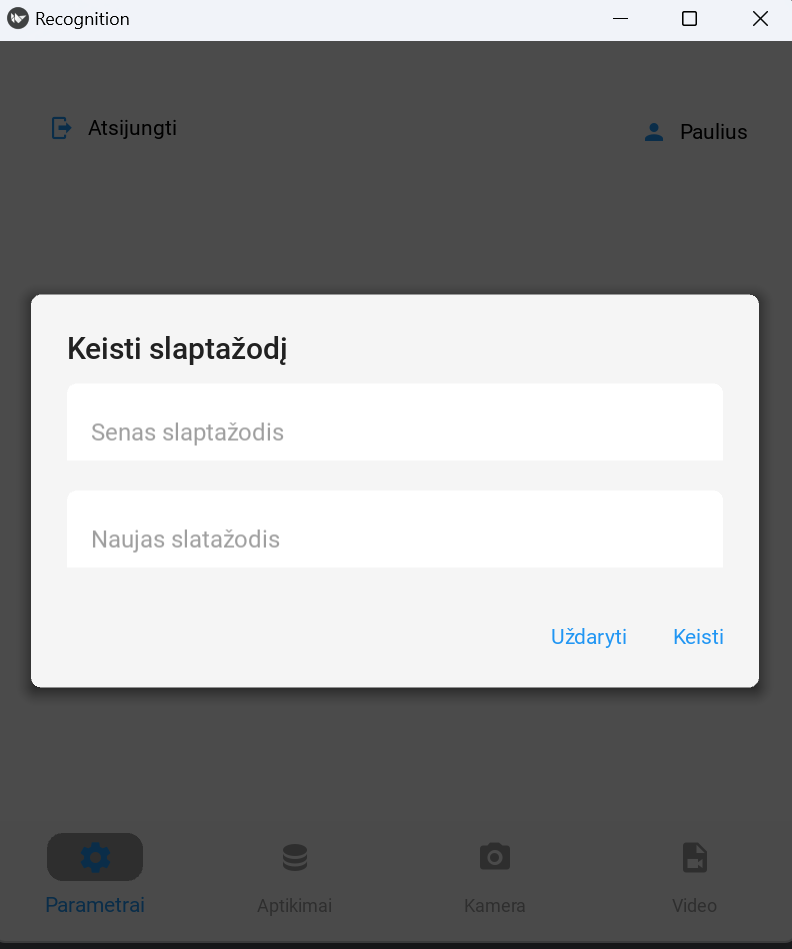 Recognition
Atsijungti
Paulius
Keisti slaptažodį
Senas slaptažodis
Naujas slatažodis
Uždaryti Keisti
Parametrai Aptikimai Kamera Video